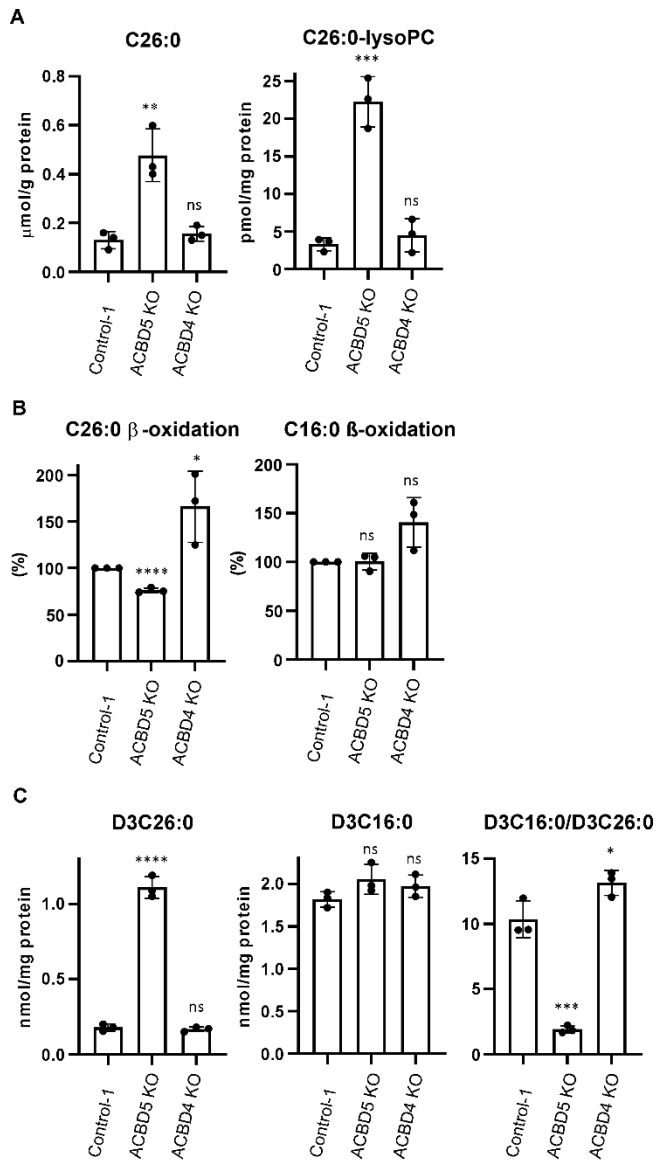 A
C26:0
C26:0-lysoPC
μmol/g protein
0.8
0.6
0.4
0.2
0.0
**
ns
Control-1
ACBD5 KO
ACBD4 KO
pmol/mg protein
25
20
15
10
5
0
***
ns
Control-1
ACBD5 KO
ACBD4 KO
B
C26:0 β-oxidation
C16:0 ß-oxidation
(%)
200
150
100
50
0
****
*
Control-1
ACBD5 KO
ACBD4 KO
(%)
200
150
100
50
0
ns
ns
Control-1
ACBD5 KO
ACBD4 KO
C
D3C26:0
D3C16:0
D3C16:0/D3C26:0
nmol/mg protein
1.0
0.5
0.0
****
ns
Control-1
ACBD5 KO
ACBD4 KO
nmol/mg protein
2.0
1.5
1.0
0.5
0.0
ns
ns
Control-1
ACBD5 KO
ACBD4 KO
15
10
5
0
***
*
Control-1
ACBD5 KO
ACBD4 KO